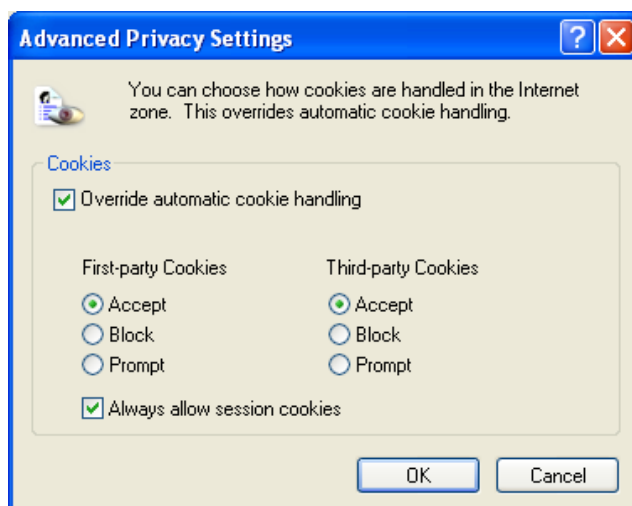 Advanced Privacy Settings
You can choose how cookies are handled in the Internet
zone.  This overrides automatic cookie handling.
Cookies
Override automatic cookie handling
First-party Cookies Third-party Cookies
Accept Accept
Block Block
Prompt Prompt
Always allow session cookies
OK Cancel